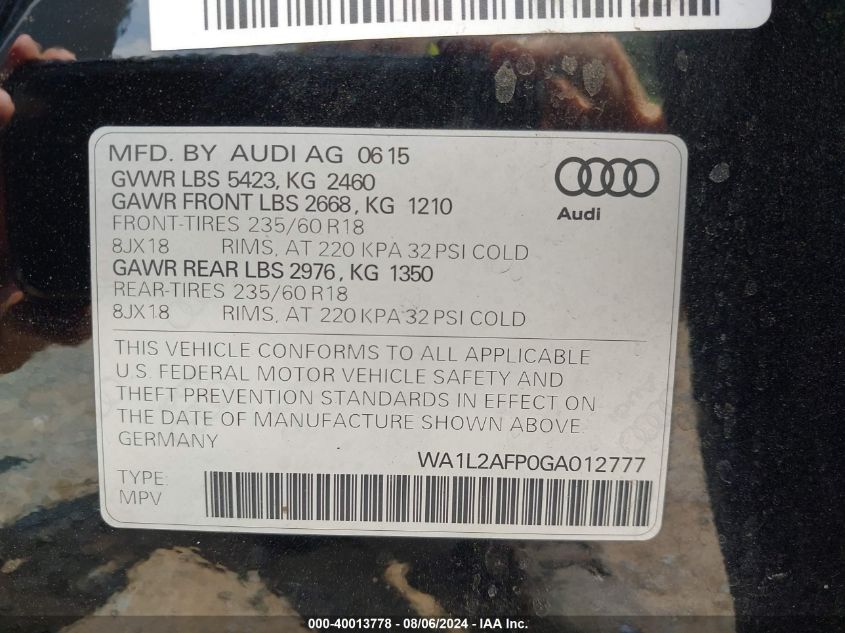 MFD. BY AUDI AG 06 15
GVWR LBS 5423, KG 2460
GAWR FRONT LBS 2668, KG 1210
FRONT-TIRES 235/60 R18
8JX18 RIMS, AT 220 KPA 32 PSI COLD
GAWR REAR LBS 2976, KG 1350
REAR-TIRES 235/60 R18
8JX18 RIMS, AT 220 KPA 32 PSI COLD
Audi
THIS VEHICLE CONFORMS TO ALL APPLICABLE
U.S. FEDERAL MOTOR VEHICLE SAFETY AND
THEFT PREVENTION STANDARDS IN EFFECT ON
THE DATE OF MANUFACTURE SHOWN ABOVE.
GERMANY
WA1L2AFP0GA012777
TYPE
MPV
000-40013778 - 08/06/2024 - IAA Inc.